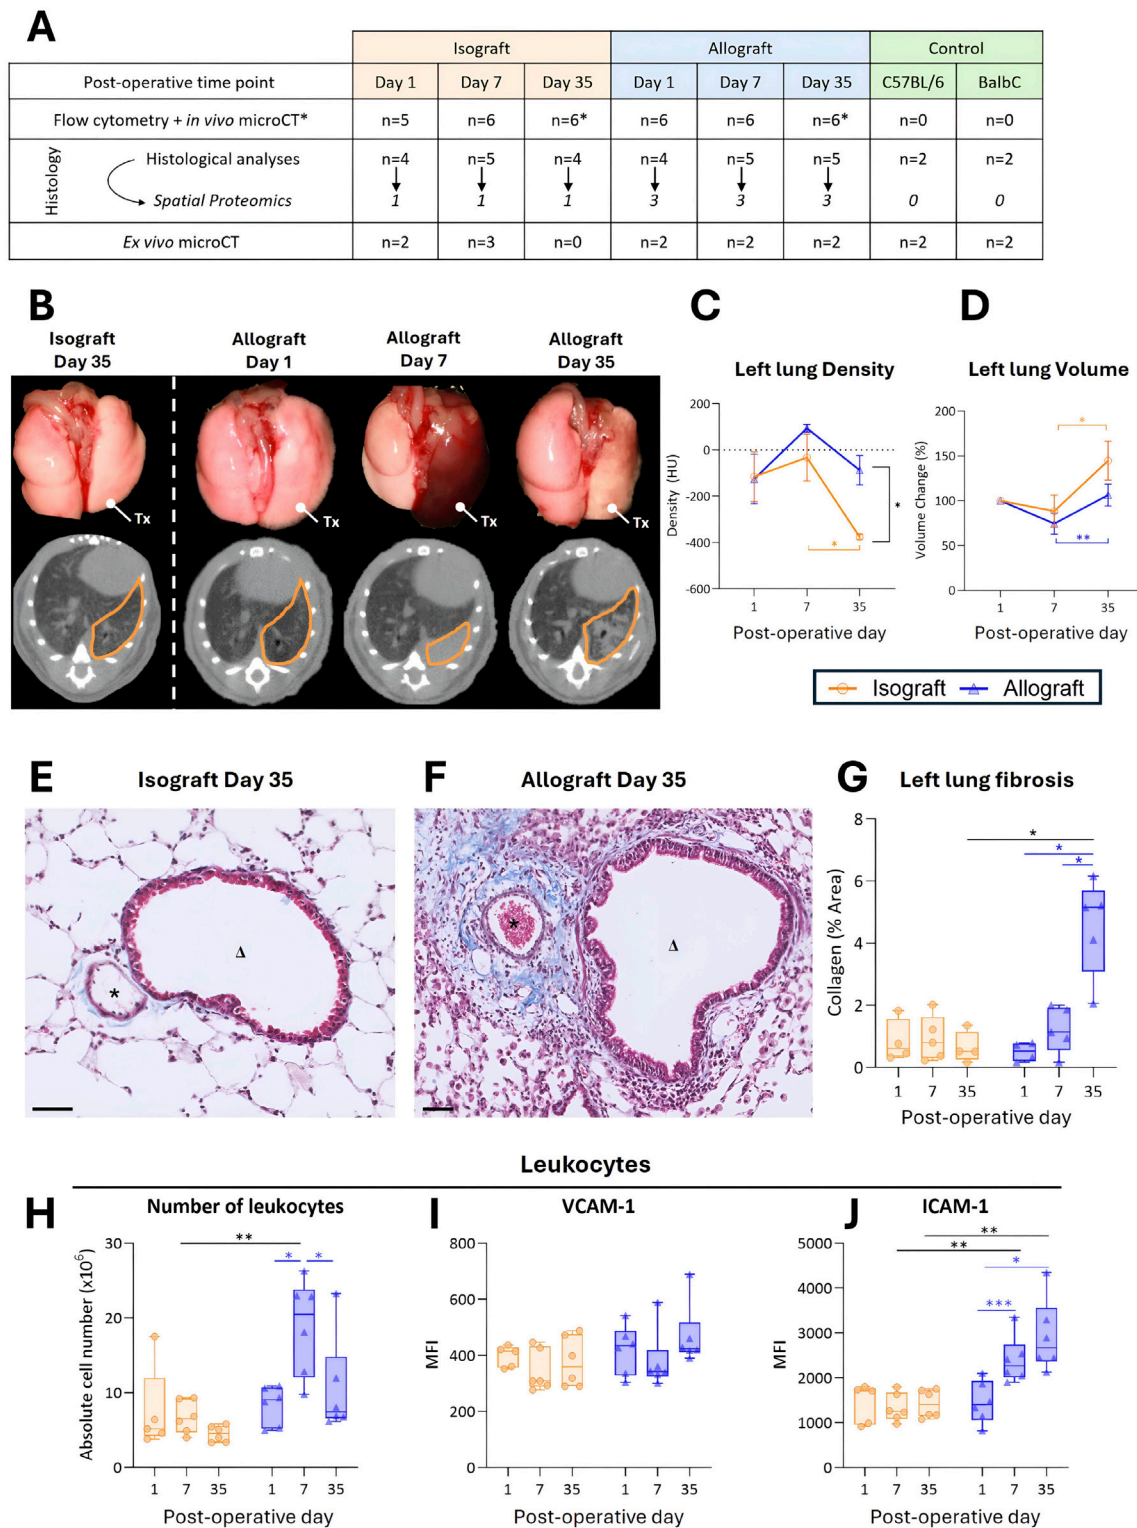 A
Isograft Allograft Control
Post-operative time point Day 1 Day 7 Day 35 Day 1 Day 7 Day 35 C57BL/6 BalbC
Flow cytometry + in vivo microCT* n=5 n=6 n=6* n=6 n=6 n=6* n=0 n=0
Histology
Histological analyses n=4 n=5 n=4 n=4 n=5 n=5 n=2 n=2
Spatial Proteomics 1 1 1 3 3 3 0 0
Ex vivo microCT n=2 n=3 n=0 n=2 n=2 n=2 n=2 n=2
B
Isograft Day 35
Allograft Day 1
Allograft Day 7
Allograft Day 35
Tx
Tx
Tx
Tx
C
Left lung Density
Density (HU)
200
0
-200
-400
-600
*
*
1 7 35
Post-operative day
D
Left lung Volume
Volume Change (%)
200
150
100
50
0
*
**
1 7 35
Post-operative day
Isograft Allograft
E
Isograft Day 35
*
Δ
F
Allograft Day 35
*
Δ
G
Left lung fibrosis
Collagen (% Area)
8
6
4
2
0
*
*
*
1 7 35 1 7 35
Post-operative day
Leukocytes
H
Number of leukocytes
Absolute cell number (x10⁶)
30
20
10
0
**
* *
1 7 35 1 7 35
Post-operative day
I
VCAM-1
MFI
800
600
400
200
0
1 7 35 1 7 35
Post-operative day
J
ICAM-1
MFI
5000
4000
3000
2000
1000
0
**
**
*
***
1 7 35 1 7 35
Post-operative day